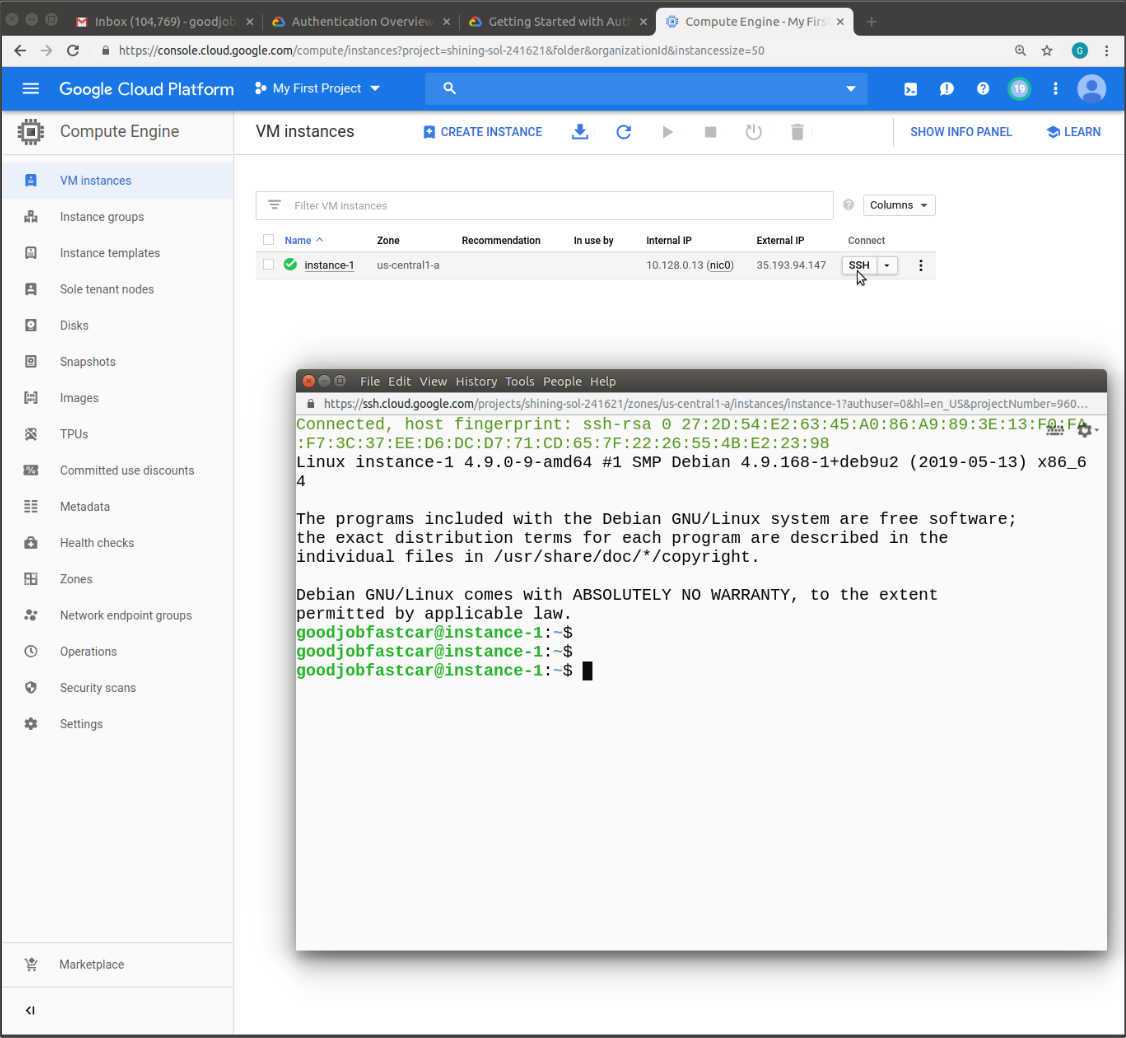 Inbox (104,769) - goodjob
Authentication Overview
Getting Started with Aut
Compute Engine - My Firs
https://console.cloud.google.com/compute/instances?project=shining-sol-241621&folder&organizationId&instancessize=50
G
Google Cloud Platform
My First Project
19
Compute Engine
VM instances
CREATE INSTANCE
SHOW INFO PANEL
LEARN
VM instances
Instance groups
Instance templates
Sole tenant nodes
Disks
Snapshots
Images
TPUs
Committed use discounts
Metadata
Health checks
Zones
Network endpoint groups
Operations
Security scans
Settings
Marketplace
Filter VM instances
Columns
Name Zone Recommendation In use by Internal IP External IP Connect
instance-1 us-central1-a 10.128.0.13 (nic0) 35.193.94.147 SSH
File Edit View History Tools People Help
https://ssh.cloud.google.com/projects/shining-sol-241621/zones/us-central1-a/instances/instance-1?authuser=0&hl=en_US&projectNumber=960...
Connected, host fingerprint: ssh-rsa 0 27:2D:54:E2:63:45:A0:86:A9:89:3E:13:F0:FA
:F7:3C:37:EE:D6:DC:D7:71:CD:65:7F:22:26:55:4B:E2:23:98
Linux instance-1 4.9.0-9-amd64 #1 SMP Debian 4.9.168-1+deb9u2 (2019-05-13) x86_6
4
The programs included with the Debian GNU/Linux system are free software;
the exact distribution terms for each program are described in the
individual files in /usr/share/doc/*/copyright.
Debian GNU/Linux comes with ABSOLUTELY NO WARRANTY, to the extent
permitted by applicable law.
goodjobfastcar@instance-1:~$
goodjobfastcar@instance-1:~$
goodjobfastcar@instance-1:~$